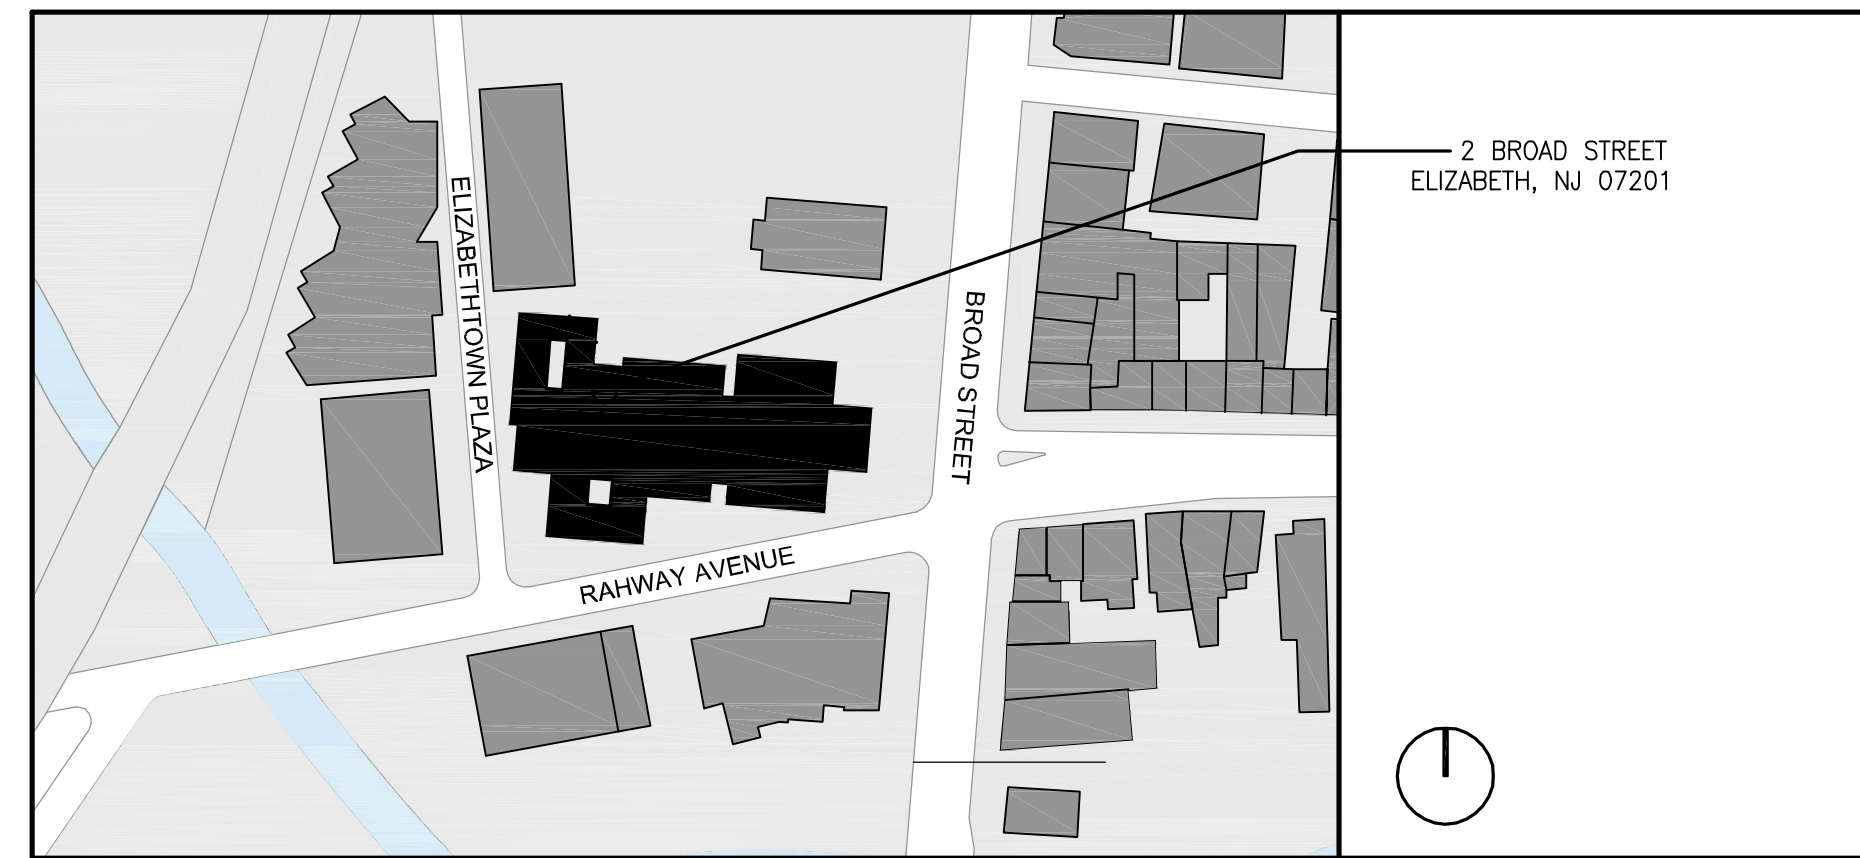 2 BROAD STREET
ELIZABETH, NJ 07201
ELIZABETHTOWN PLAZA
BROAD STREET
RAHWAY AVENUE